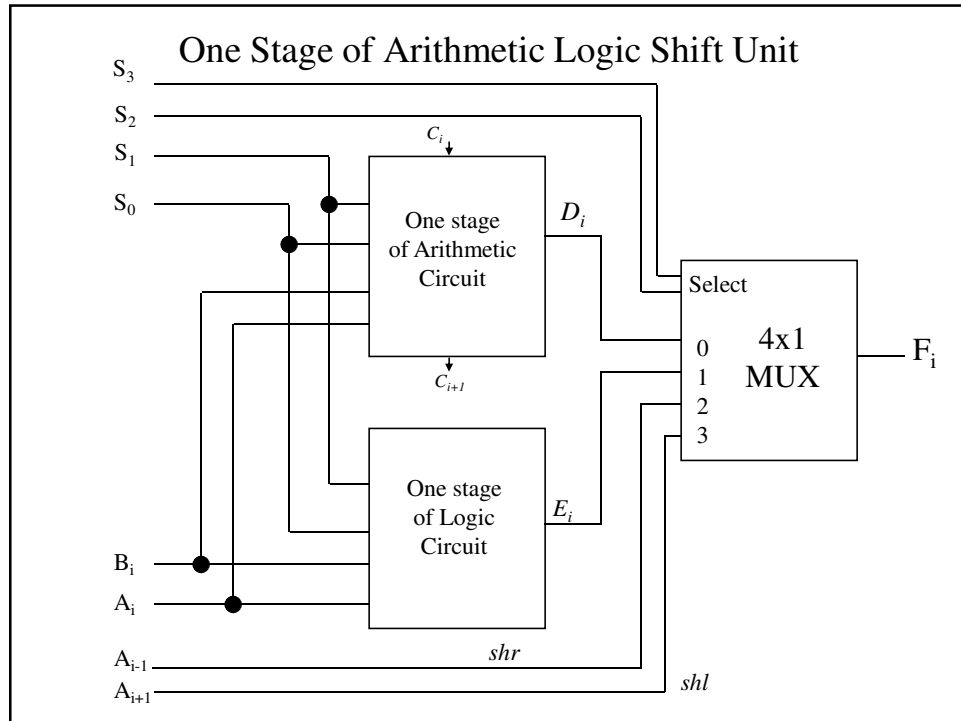 One Stage of Arithmetic Logic Shift Unit
S3
S2
S1
S0
Ci
One stage
of Arithmetic
Circuit
Di
Ci+1
Select
0
1
2
3
4x1
MUX
Fi
One stage
of Logic
Circuit
Ei
Bi
Ai
Ai-1
shr
Ai+1
shl